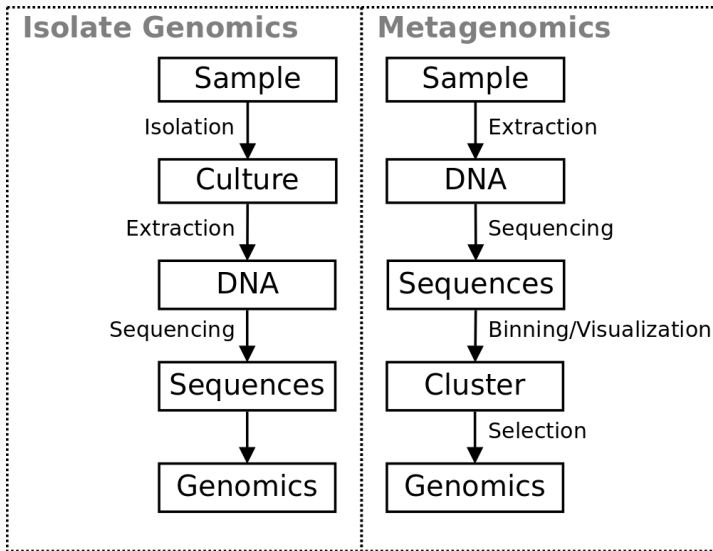 Isolate Genomics
Sample
Isolation
Culture
Extraction
DNA
Sequencing
Sequences
Genomics
Metagenomics
Sample
Extraction
DNA
Sequencing
Sequences
Binning/Visualization
Cluster
Selection
Genomics